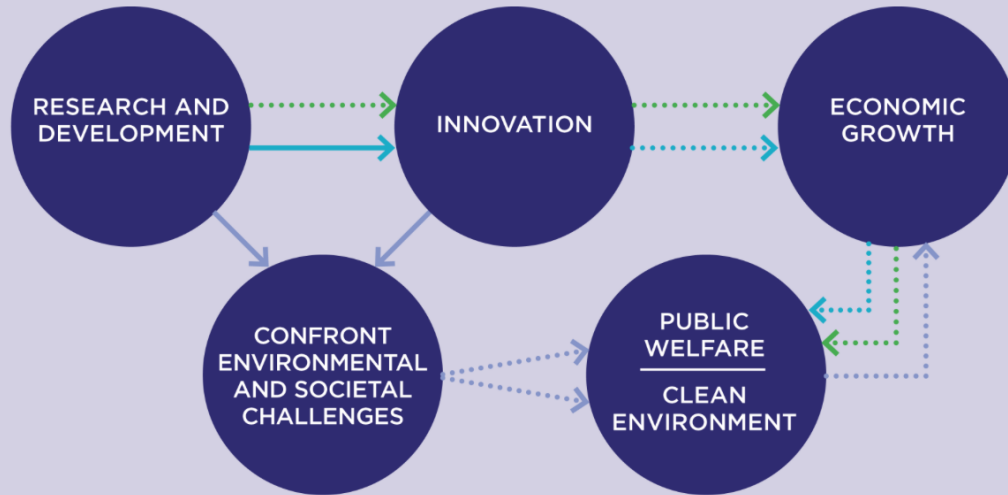 RESEARCH AND
DEVELOPMENT
INNOVATION
ECONOMIC
GROWTH
CONFRONT
ENVIRONMENTAL
AND SOCIETAL
CHALLENGES
PUBLIC
WELFARE
CLEAN
ENVIRONMENT